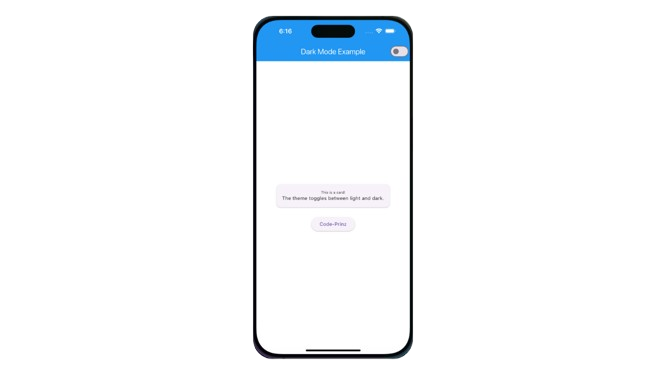 6:16
Dark Mode Example
This is a card!
The theme toggles between light and dark.
Code-Prinz